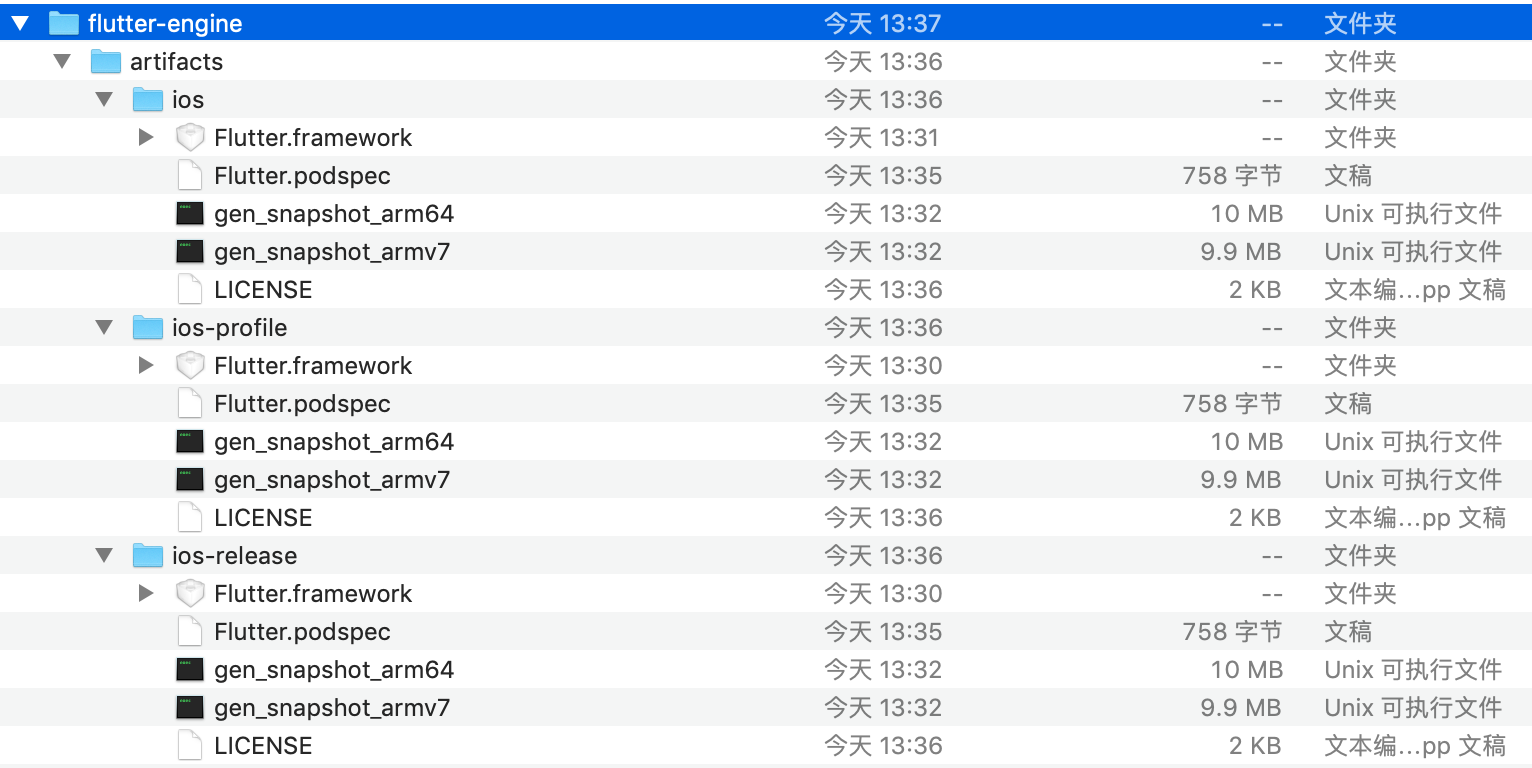 flutter-engine 今天 13:37 -- 文件夹
artifacts 今天 13:36 -- 文件夹
ios 今天 13:36 -- 文件夹
Flutter.framework 今天 13:31 -- 文件夹
Flutter.podspec 今天 13:35 758 字节 文稿
gen_snapshot_arm64 今天 13:32 10 MB Unix 可执行文件
gen_snapshot_armv7 今天 13:32 9.9 MB Unix 可执行文件
LICENSE 今天 13:36 2 KB 文本编...pp 文稿
ios-profile 今天 13:36 -- 文件夹
Flutter.framework 今天 13:30 -- 文件夹
Flutter.podspec 今天 13:35 758 字节 文稿
gen_snapshot_arm64 今天 13:32 10 MB Unix 可执行文件
gen_snapshot_armv7 今天 13:32 9.9 MB Unix 可执行文件
LICENSE 今天 13:36 2 KB 文本编...pp 文稿
ios-release 今天 13:36 -- 文件夹
Flutter.framework 今天 13:30 -- 文件夹
Flutter.podspec 今天 13:35 758 字节 文稿
gen_snapshot_arm64 今天 13:32 10 MB Unix 可执行文件
gen_snapshot_armv7 今天 13:32 9.9 MB Unix 可执行文件
LICENSE 今天 13:36 2 KB 文本编...pp 文稿